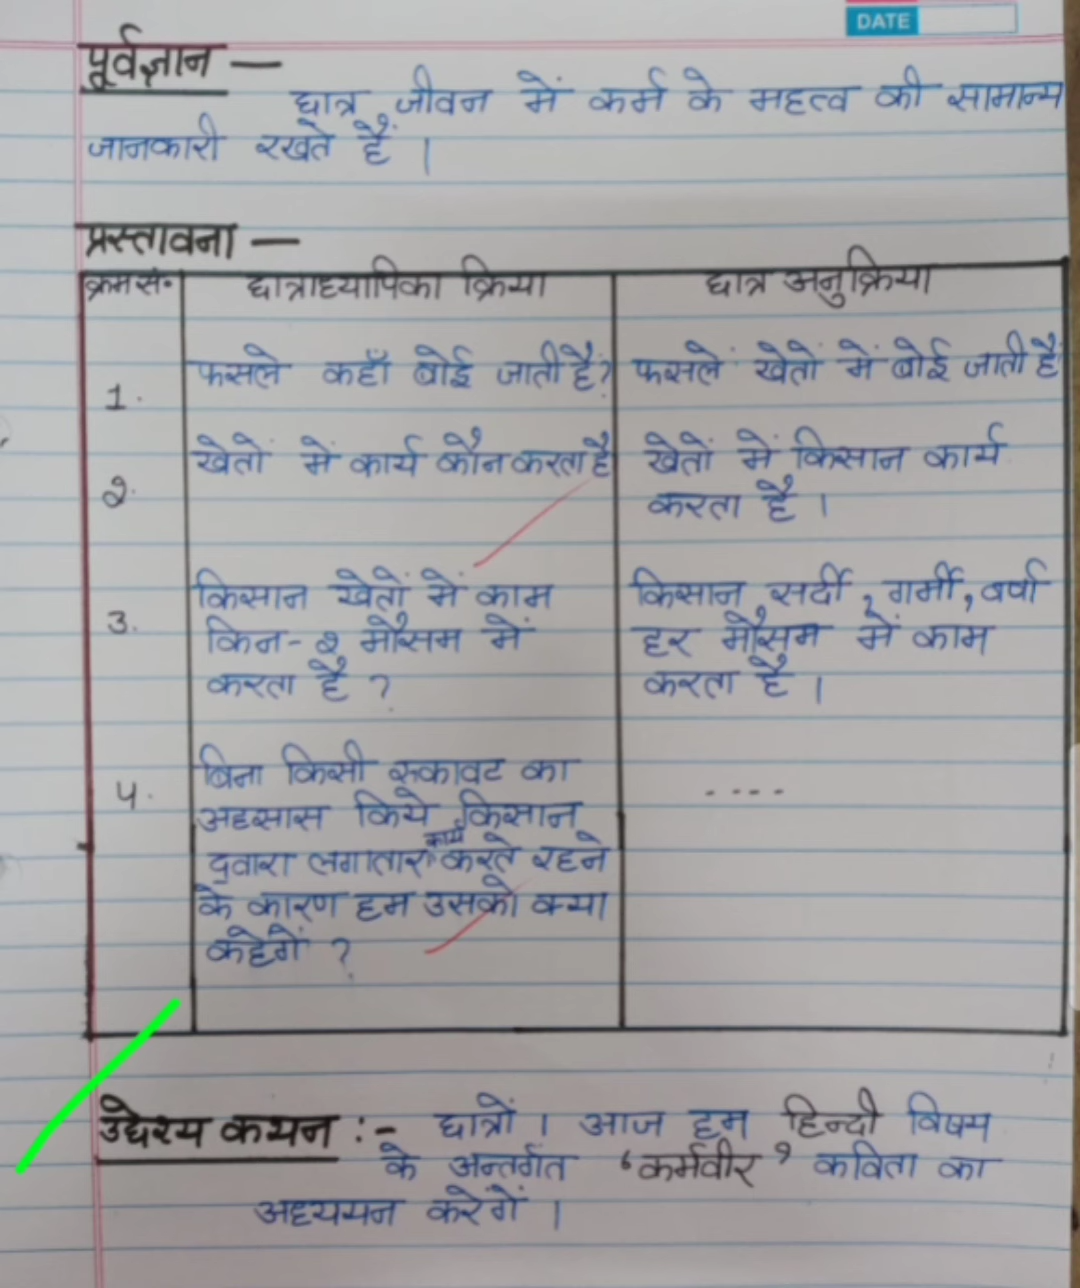 DATE
पूर्वज्ञान —
छात्र जीवन में कर्म के महत्व की सामान्य
जानकारी रखते हैं ।
प्रस्तावना —
क्रम सं. छात्राध्यापिका क्रिया छात्र अनुक्रिया
1. फसले कहाँ बोई जाती है? फसलें खेतों में बोई जाती है
2. खेतो में कार्य कौन करता है खेतों में किसान कार्य
करता है ।
3. किसान खेतों में काम किसान सर्दी, गर्मी, वर्षा
किन-२ मौसम में हर मौसम में काम
करता है ? करता है ।
4. बिना किसी रुकावट का ....
अहसास किये किसान
द्वारा लगातार कार्य करते रहने
के कारण हम उसको क्या
कहेगें ?
उद्देश्य कथन :- छात्रों । आज हम हिन्दी विषय
के अन्तर्गत 'कर्मवीर' कविता का
अध्ययन करेगें ।